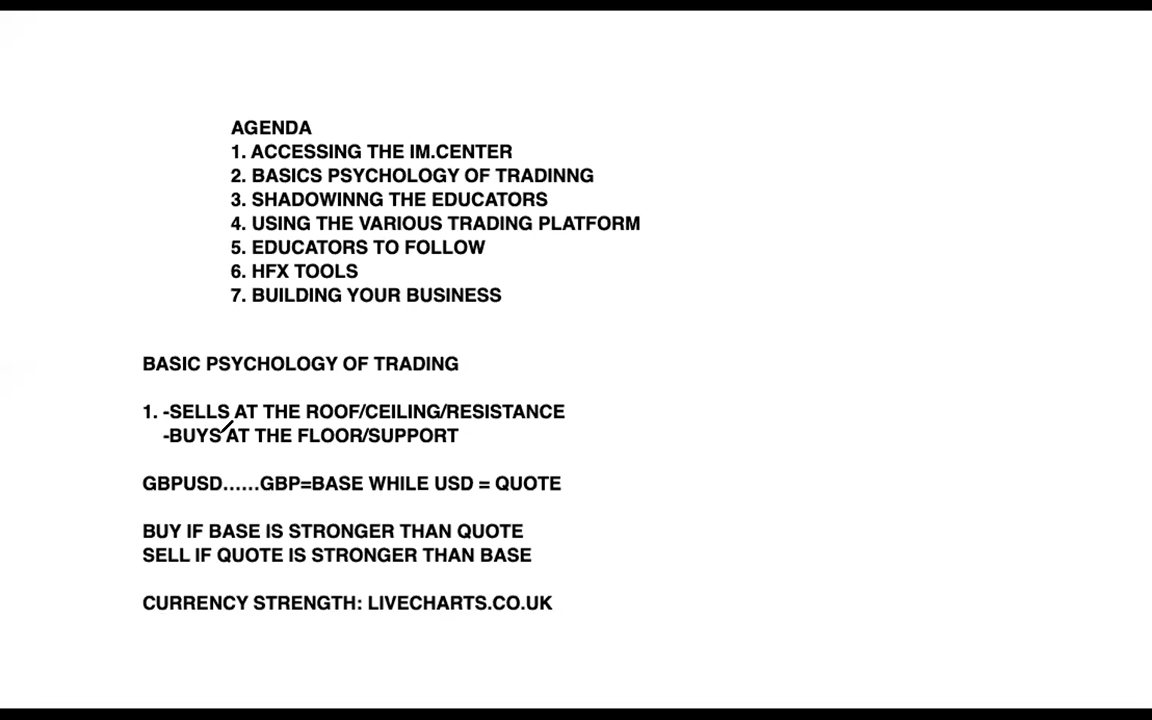 AGENDA
1. ACCESSING THE IM.CENTER
2. BASICS PSYCHOLOGY OF TRADINNG
3. SHADOWINNG THE EDUCATORS
4. USING THE VARIOUS TRADING PLATFORM
5. EDUCATORS TO FOLLOW
6. HFX TOOLS
7. BUILDING YOUR BUSINESS
BASIC PSYCHOLOGY OF TRADING
1. -SELLS AT THE ROOF/CEILING/RESISTANCE
-BUYS AT THE FLOOR/SUPPORT
GBPUSD......GBP=BASE WHILE USD = QUOTE
BUY IF BASE IS STRONGER THAN QUOTE
SELL IF QUOTE IS STRONGER THAN BASE
CURRENCY STRENGTH: LIVECHARTS.CO.UK